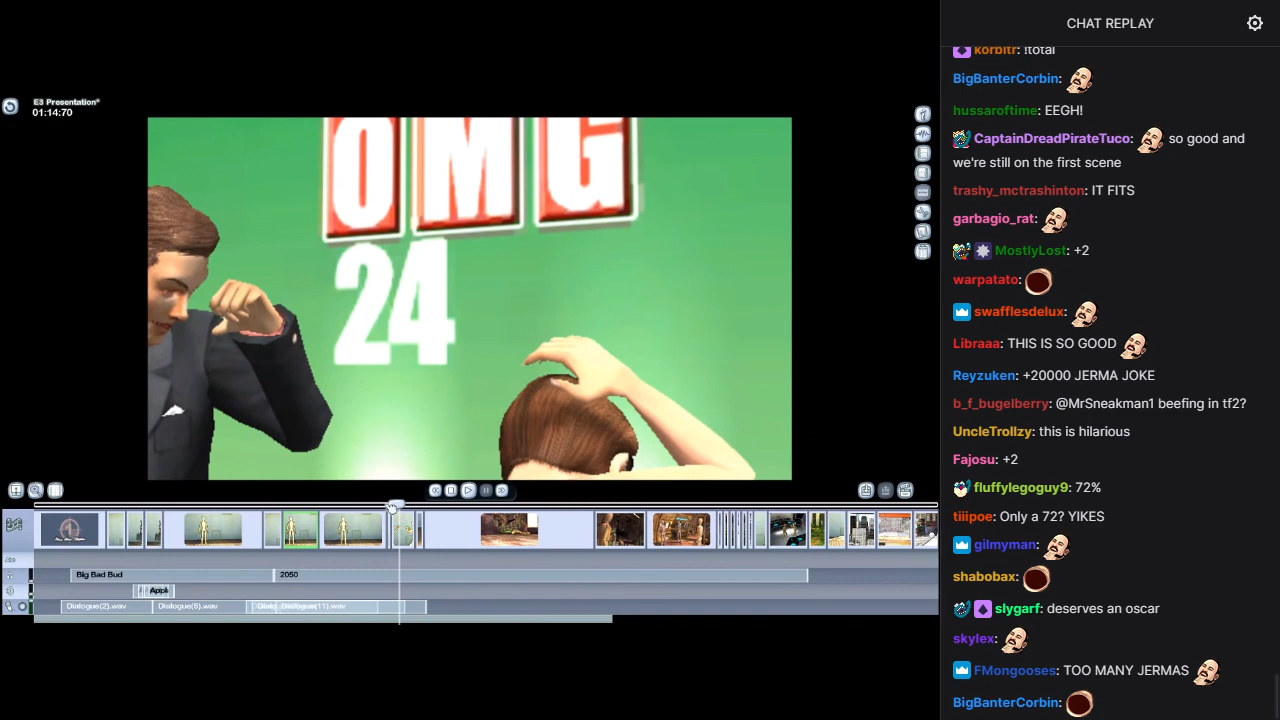 E3 Presentation*
01:14:70
OMG
24
Big Bad Bud
2050
Appl
Dialogue(2).wav
Dialogue(5).wav
Dialogue(11).wav
CHAT REPLAY
korbitr: !total
BigBanterCorbin:
hussaroftime: EEGH!
CaptainDreadPirateTuco: so good and
we're still on the first scene
trashy_mctrashinton: IT FITS
garbagio_rat:
MostlyLost: +2
warpatato:
swafflesdelux:
Libraaa: THIS IS SO GOOD
Reyzuken: +20000 JERMA JOKE
b_f_bugelberry: @MrSneakman1 beefing in tf2?
UncleTrollzy: this is hilarious
Fajosu: +2
fluffylegoguy9: 72%
tiiipoe: Only a 72? YIKES
gilmyman:
shabobax:
slygarf: deserves an oscar
skylex:
FMongooses: TOO MANY JERMAS
BigBanterCorbin: